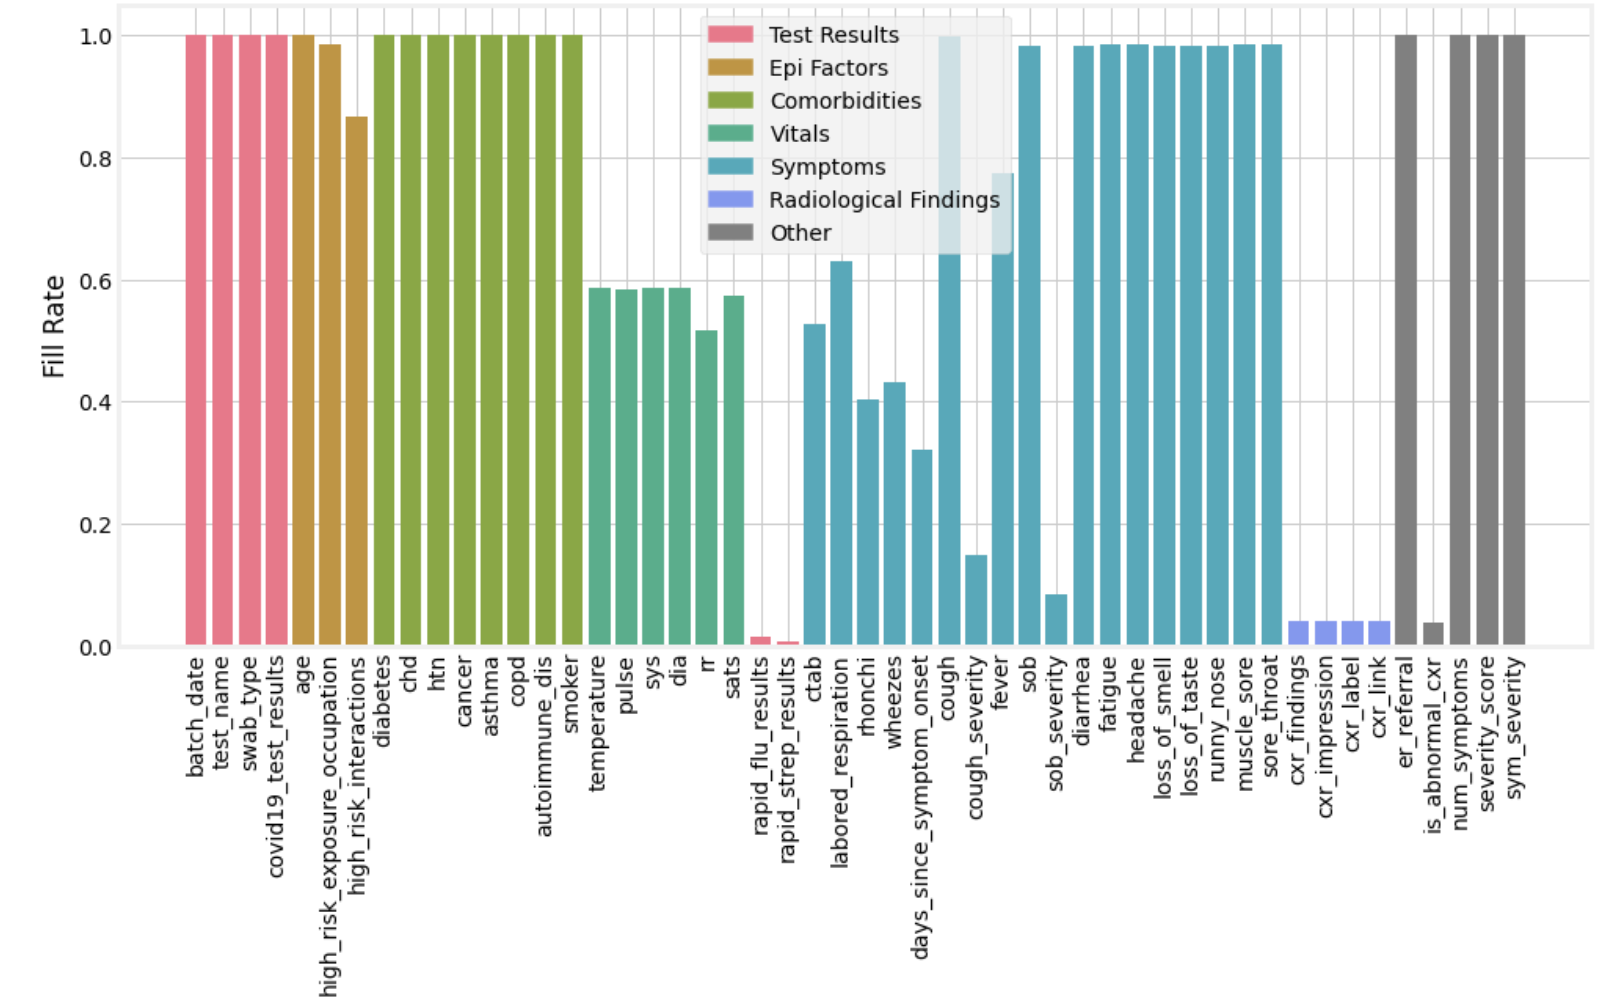 Fill Rate
1.0
0.8
0.6
0.4
0.2
0.0
Test Results
Epi Factors
Comorbidities
Vitals
Symptoms
Radiological Findings
Other
batch_date
test_name
swab_type
covid19_test_results
age
high_risk_exposure_occupation
high_risk_interactions
diabetes
chd
htn
cancer
asthma
copd
autoimmune_dis
smoker
temperature
pulse
sys
dia
rr
sats
rapid_flu_results
rapid_strep_results
ctab
labored_respiration
rhonchi
wheezes
days_since_symptom_onset
cough
cough_severity
fever
sob
sob_severity
diarrhea
fatigue
headache
loss_of_smell
loss_of_taste
runny_nose
muscle_sore
sore_throat
cxr_findings
cxr_impression
cxr_label
cxr_link
er_referral
is_abnormal_cxr
num_symptoms
severity_score
sym_severity